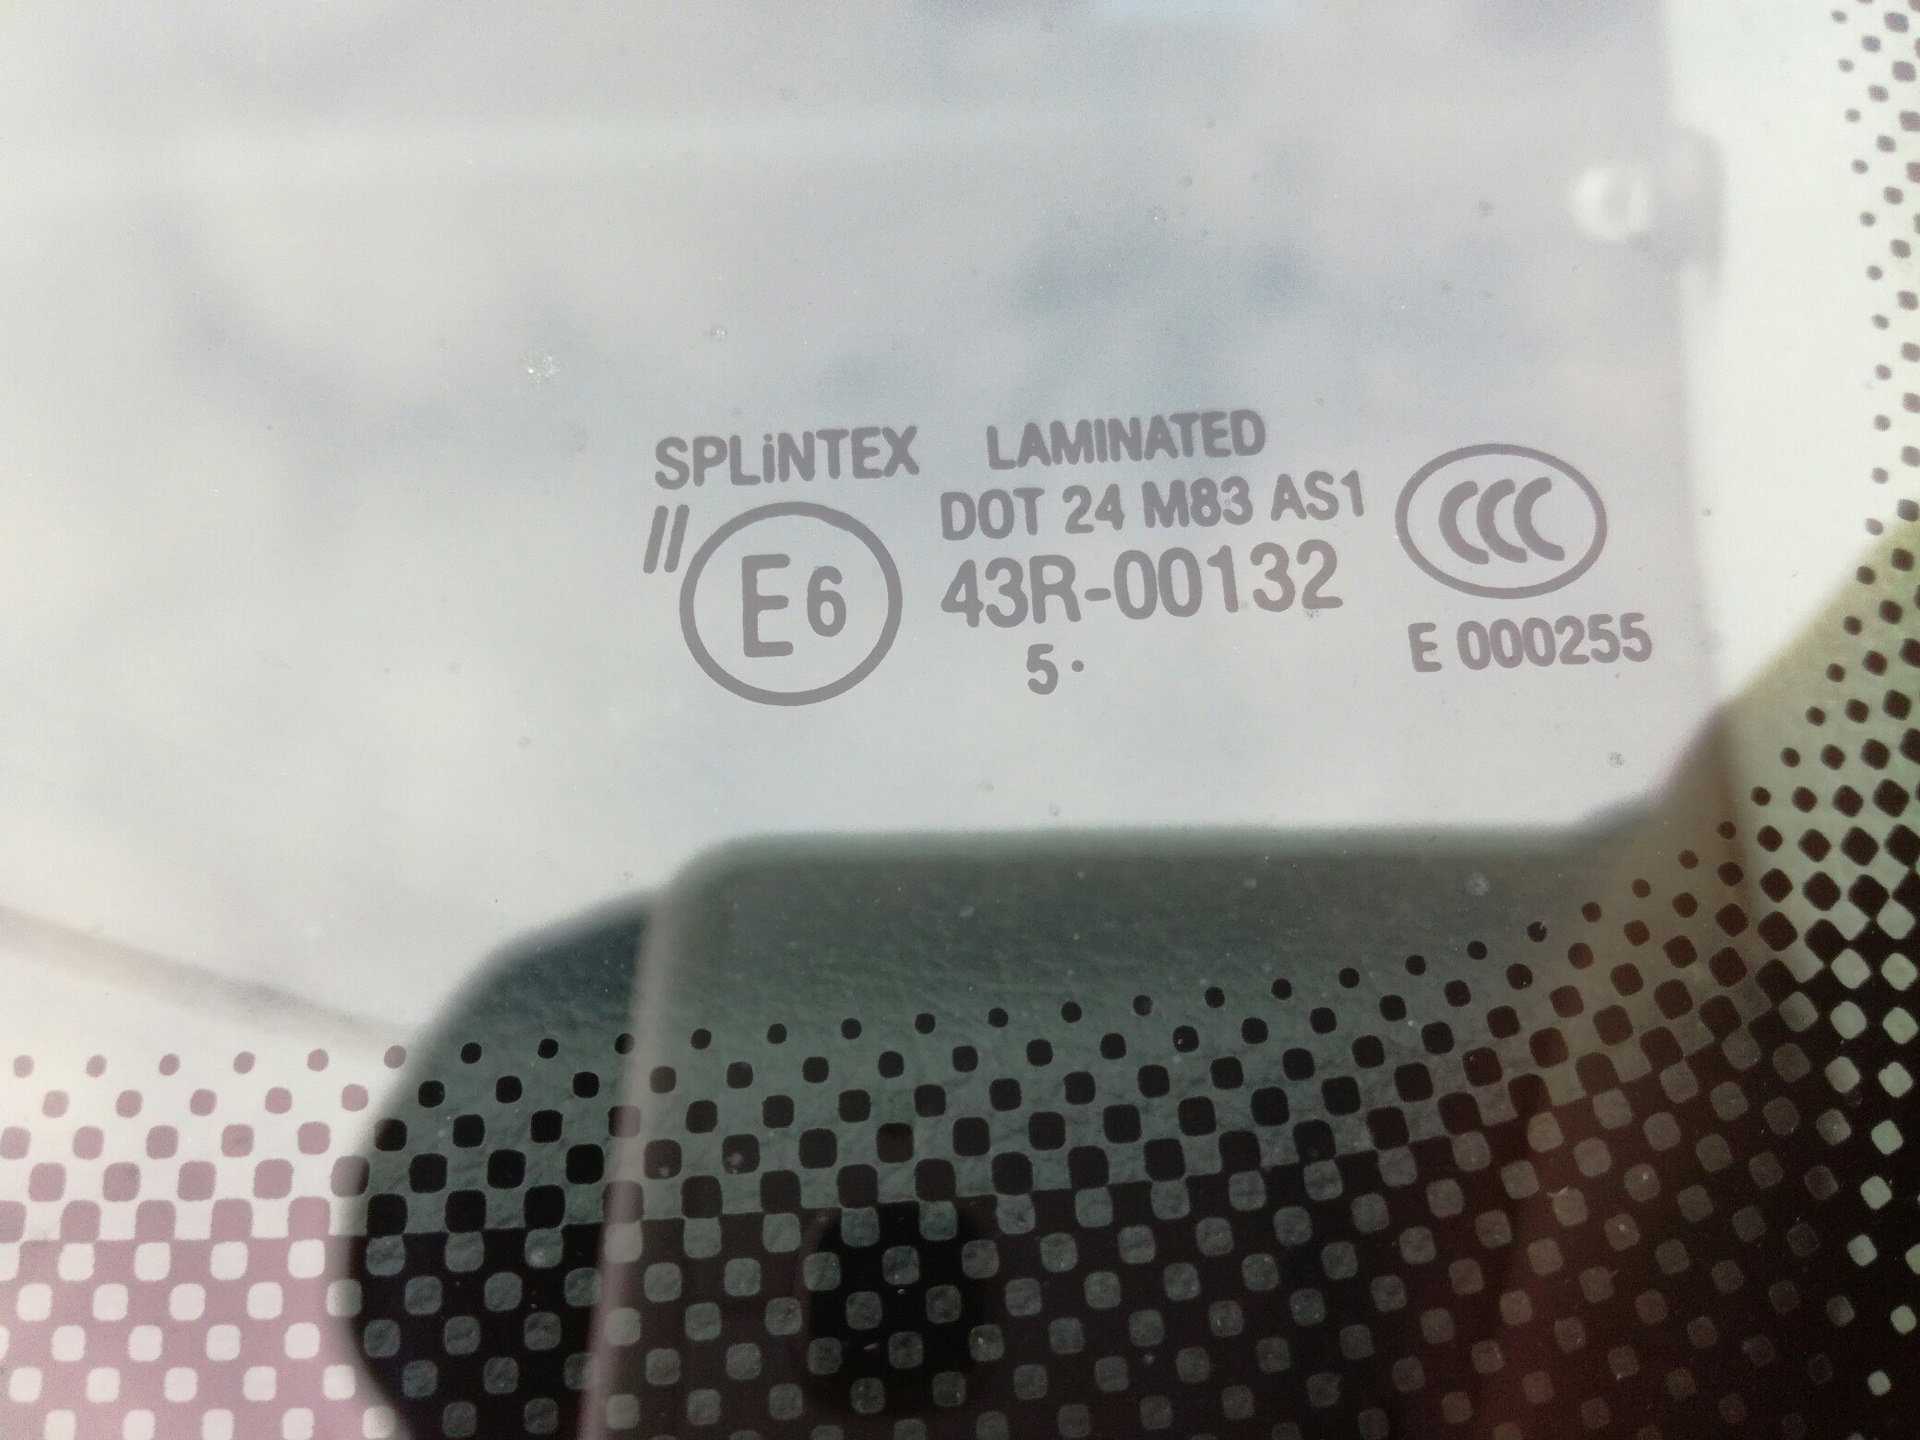 SPLiNTEX LAMINATED
// E6 DOT 24 M83 AS1 CCC
43R-00132
5· E 000255